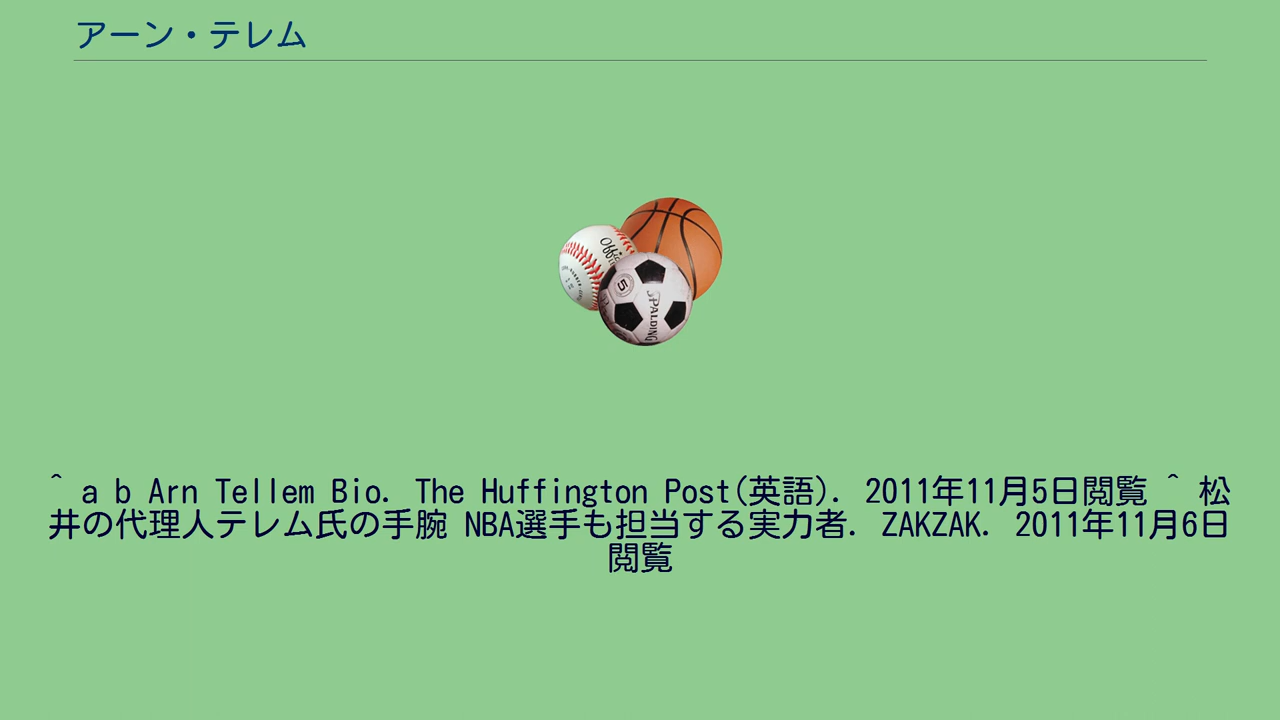 アーン・テレム
Offi
5
SPALDING
^ a b Arn Tellem Bio. The Huffington Post(英語). 2011年11月5日閲覧 ^ 松
井の代理人テレム氏の手腕 NBA選手も担当する実力者. ZAKZAK. 2011年11月6日
閲覧